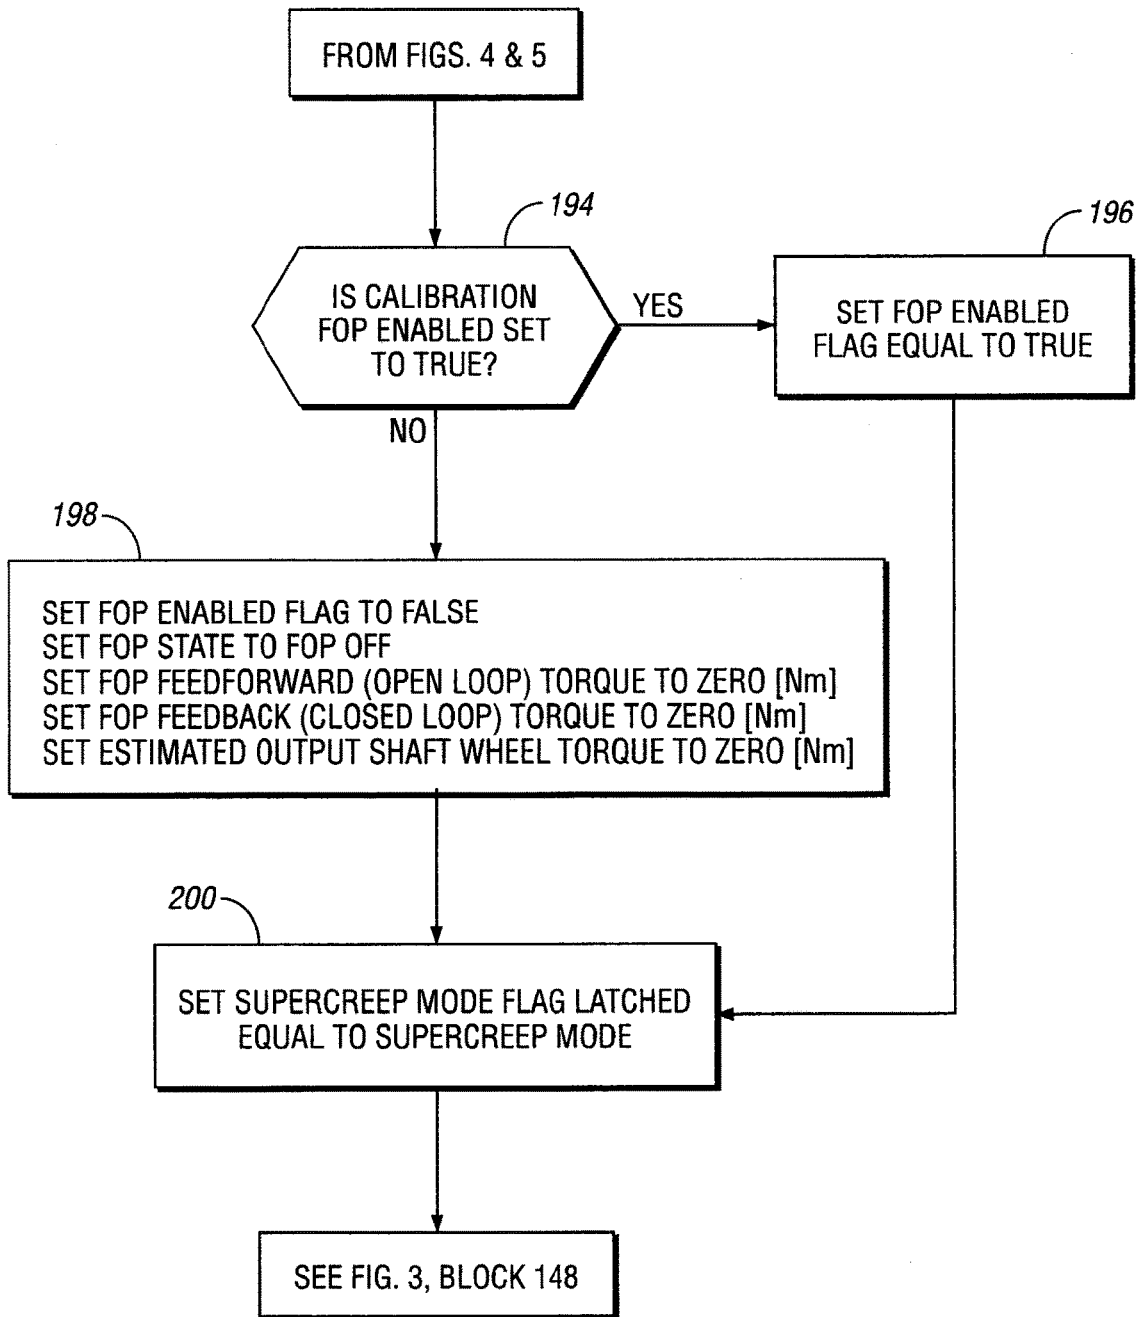 FROM FIGS. 4 & 5
194
IS CALIBRATION
FOP ENABLED SET
TO TRUE?
YES
196
SET FOP ENABLED
FLAG EQUAL TO TRUE
NO
198
SET FOP ENABLED FLAG TO FALSE
SET FOP STATE TO FOP OFF
SET FOP FEEDFORWARD (OPEN LOOP) TORQUE TO ZERO [Nm]
SET FOP FEEDBACK (CLOSED LOOP) TORQUE TO ZERO [Nm]
SET ESTIMATED OUTPUT SHAFT WHEEL TORQUE TO ZERO [Nm]
200
SET SUPERCREEP MODE FLAG LATCHED
EQUAL TO SUPERCREEP MODE
SEE FIG. 3, BLOCK 148